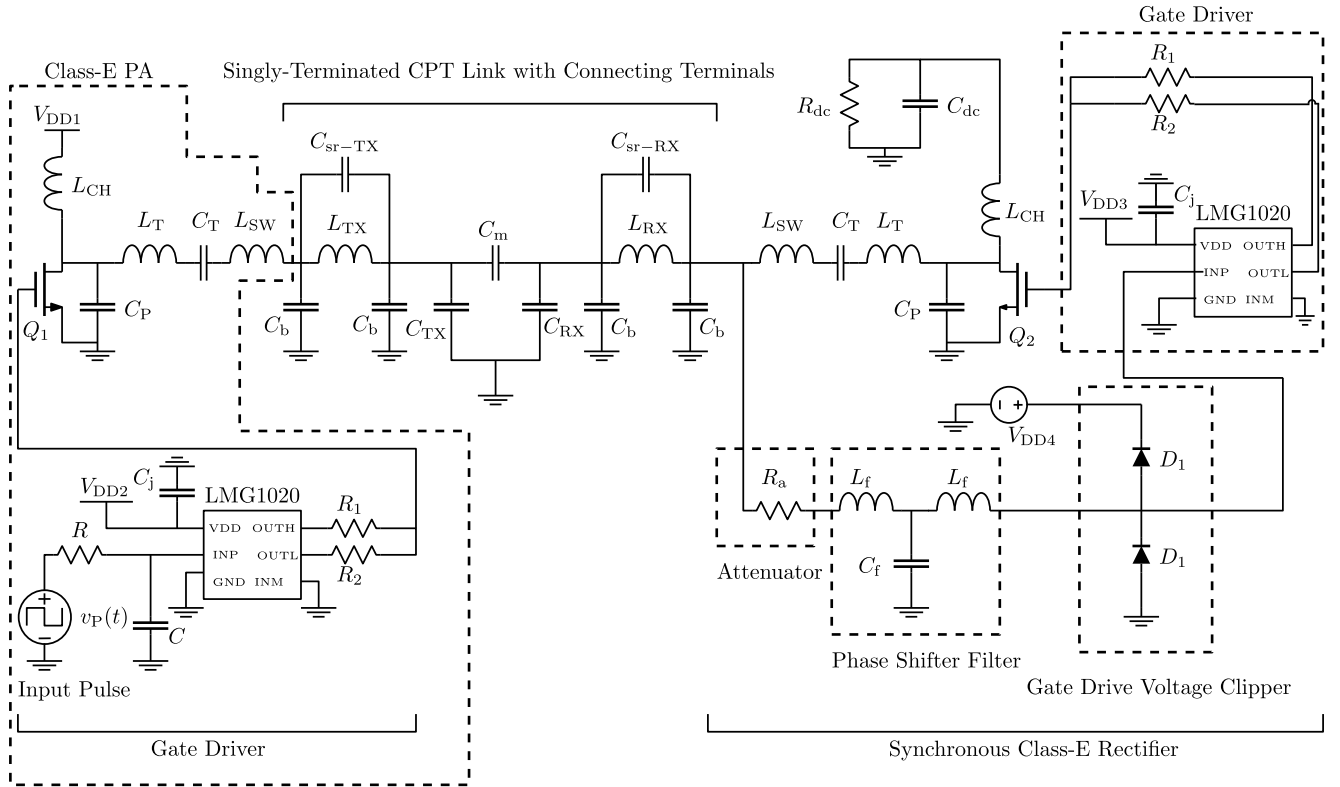 Gate Driver
Class-E PA
Singly-Terminated CPT Link with Connecting Terminals
R1
R2
VDD1
Csr−TX
Csr−RX
Rdc
Cdc
LCH
LCH
VDD3
Cj
LMG1020
VDD OUTH
INP OUTL
GND INM
LT
CT
LSW
LTX
Cm
LRX
LSW
CT
LT
Q1
CP
Cb
Cb
CTX
CRX
Cb
Cb
CP
Q2
VDD4
VDD2
Cj
LMG1020
VDD OUTH
INP OUTL
GND INM
R
R1
R2
vP(t)
C
Input Pulse
Gate Driver
Ra
Attenuator
Lf
Lf
Cf
Phase Shifter Filter
D1
D1
Gate Drive Voltage Clipper
Synchronous Class-E Rectifier